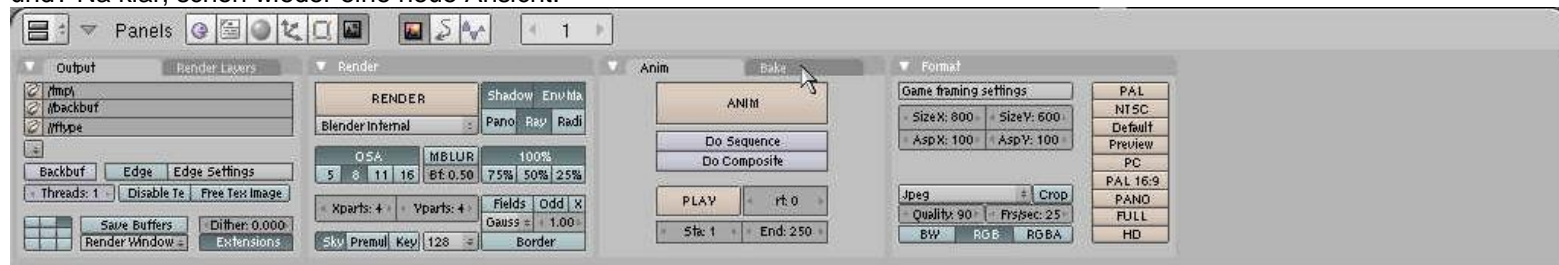 und? Na klar, schon wieder eine neue Ansicht:
Panels
1
Output
Render Layers
/tmp\
//backbuf
//ftype
Backbuf
Edge
Edge Settings
Threads: 1
Disable Te
Free Tex Image
Save Buffers
Dither: 0.000
Render Window
Extensions
Render
RENDER
Blender Internal
Shadow
EnvMa
Pano
Ray
Radi
OSA
MBLUR
100%
5
8
11
16
Bf: 0.50
75%
50%
25%
Xparts: 4
Yparts: 4
Fields
Odd
X
Gauss
1.00
Sky
Premul
Key
128
Border
Anim
Bake
ANIM
Do Sequence
Do Composite
PLAY
rt: 0
Sta: 1
End: 250
Format
Game framing settings
SizeX: 800
SizeY: 600
AspX: 100
AspY: 100
Jpeg
Crop
Quality: 90
Frs/sec: 25
BW
RGB
RGBA
PAL
NTSC
Default
Preview
PC
PAL 16:9
PANO
FULL
HD